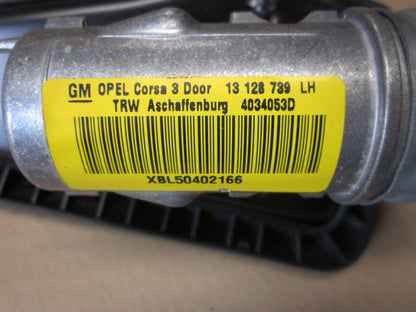 GM OPEL Corsa 3 Door 13 128 739 LH
TRW Aschaffenburg 4034053D
XBL50402166